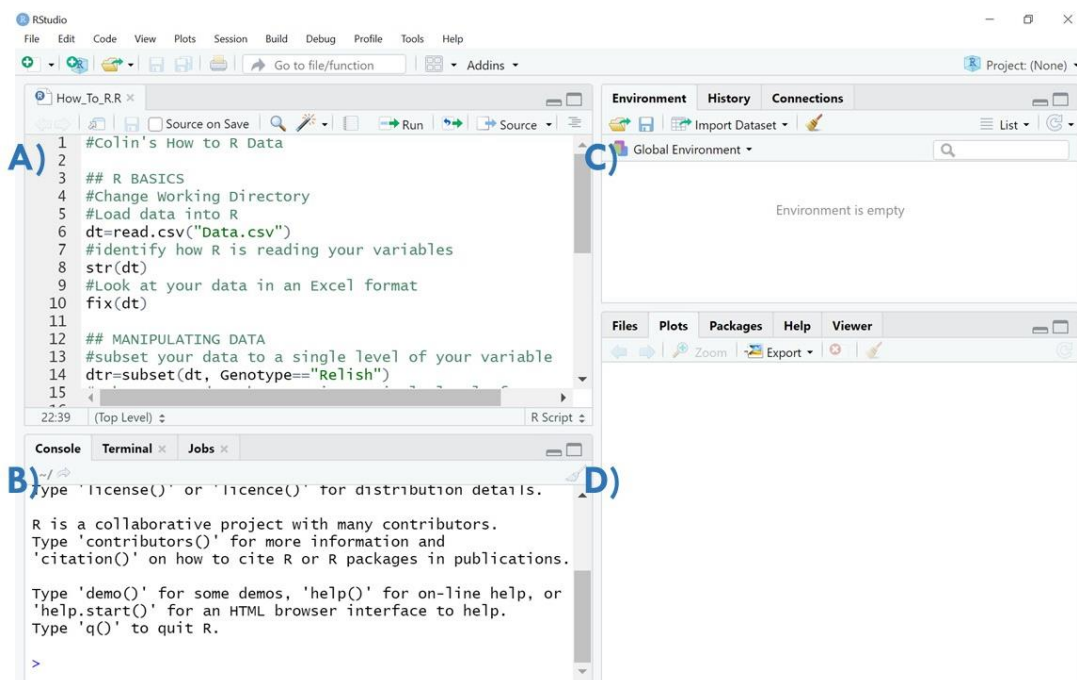 RStudio
File Edit Code View Plots Session Build Debug Profile Tools Help
Go to file/function Addins Project: (None)
How_To_R.R
Source on Save Run Source
A)
1 #Colin's How to R Data
2
3 ## R BASICS
4 #Change Working Directory
5 #Load data into R
6 dt=read.csv("Data.csv")
7 #identify how R is reading your variables
8 str(dt)
9 #Look at your data in an Excel format
10 fix(dt)
11
12 ## MANIPULATING DATA
13 #subset your data to a single level of your variable
14 dtr=subset(dt, Genotype=="Relish")
15
22:39 (Top Level) R Script
Console Terminal Jobs
B) ~/
Type 'license()' or 'licence()' for distribution details.
R is a collaborative project with many contributors.
Type 'contributors()' for more information and
'citation()' on how to cite R or R packages in publications.
Type 'demo()' for some demos, 'help()' for on-line help, or
'help.start()' for an HTML browser interface to help.
Type 'q()' to quit R.
>
Environment History Connections
Import Dataset List
C) Global Environment
Environment is empty
Files Plots Packages Help Viewer
Zoom Export
D)